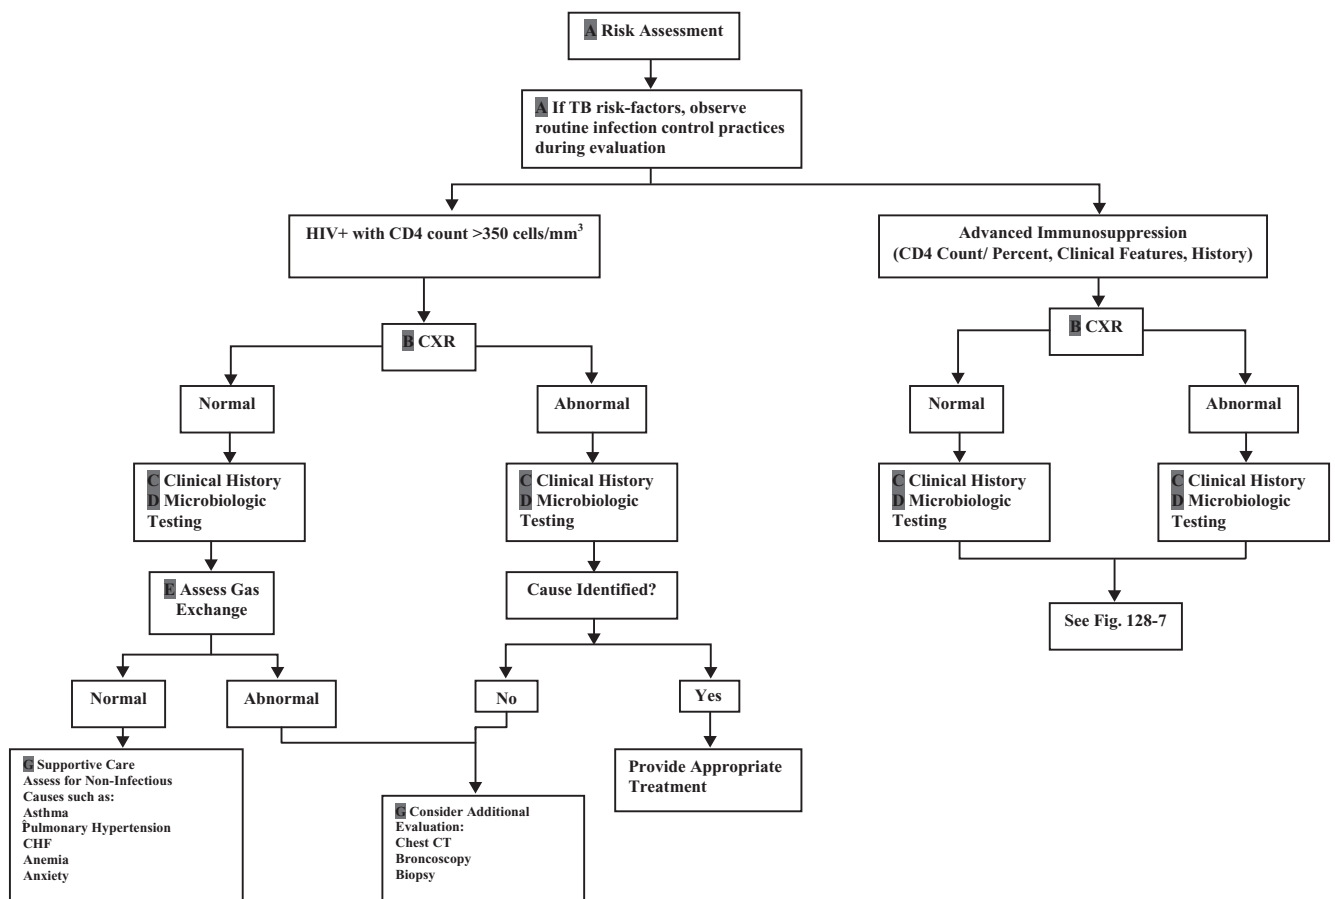 A Risk Assessment
A If TB risk-factors, observe
routine infection control practices
during evaluation
HIV+ with CD4 count >350 cells/mm³
Advanced Immunosuppression
(CD4 Count/ Percent, Clinical Features, History)
B CXR
B CXR
Normal
Abnormal
Normal
Abnormal
C Clinical History
D Microbiologic
Testing
C Clinical History
D Microbiologic
Testing
C Clinical History
D Microbiologic
Testing
C Clinical History
D Microbiologic
Testing
E Assess Gas
Exchange
Cause Identified?
See Fig. 128-7
Normal
Abnormal
No
Yes
G Supportive Care
Assess for Non-Infectious
Causes such as:
Asthma
Pulmonary Hypertension
CHF
Anemia
Anxiety
G Consider Additional
Evaluation:
Chest CT
Broncoscopy
Biopsy
Provide Appropriate
Treatment